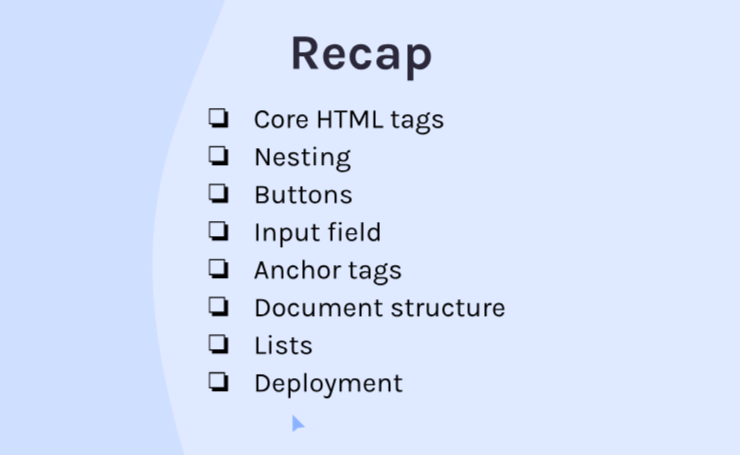 Recap
❏ Core HTML tags
❏ Nesting
❏ Buttons
❏ Input field
❏ Anchor tags
❏ Document structure
❏ Lists
❏ Deployment